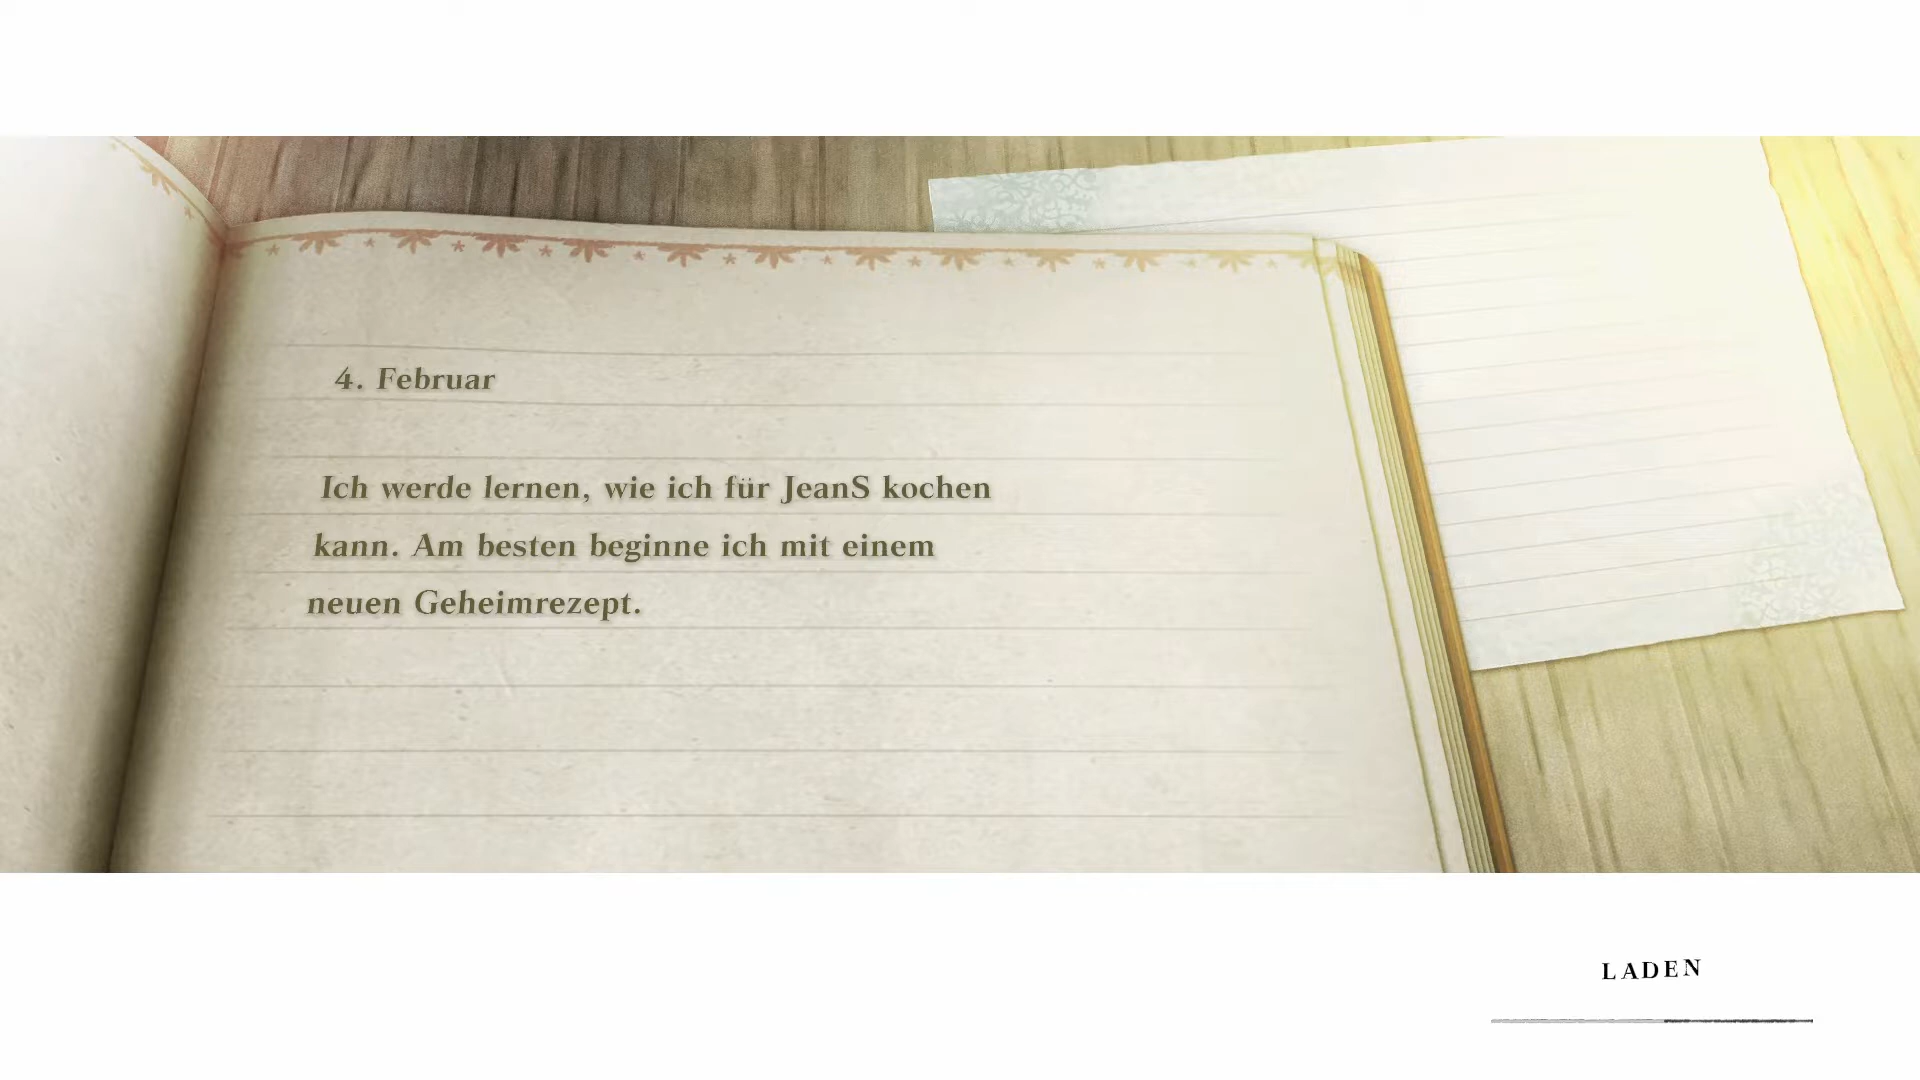 4. Februar
Ich werde lernen, wie ich für JeanS kochen
kann. Am besten beginne ich mit einem
neuen Geheimrezept.
LADEN